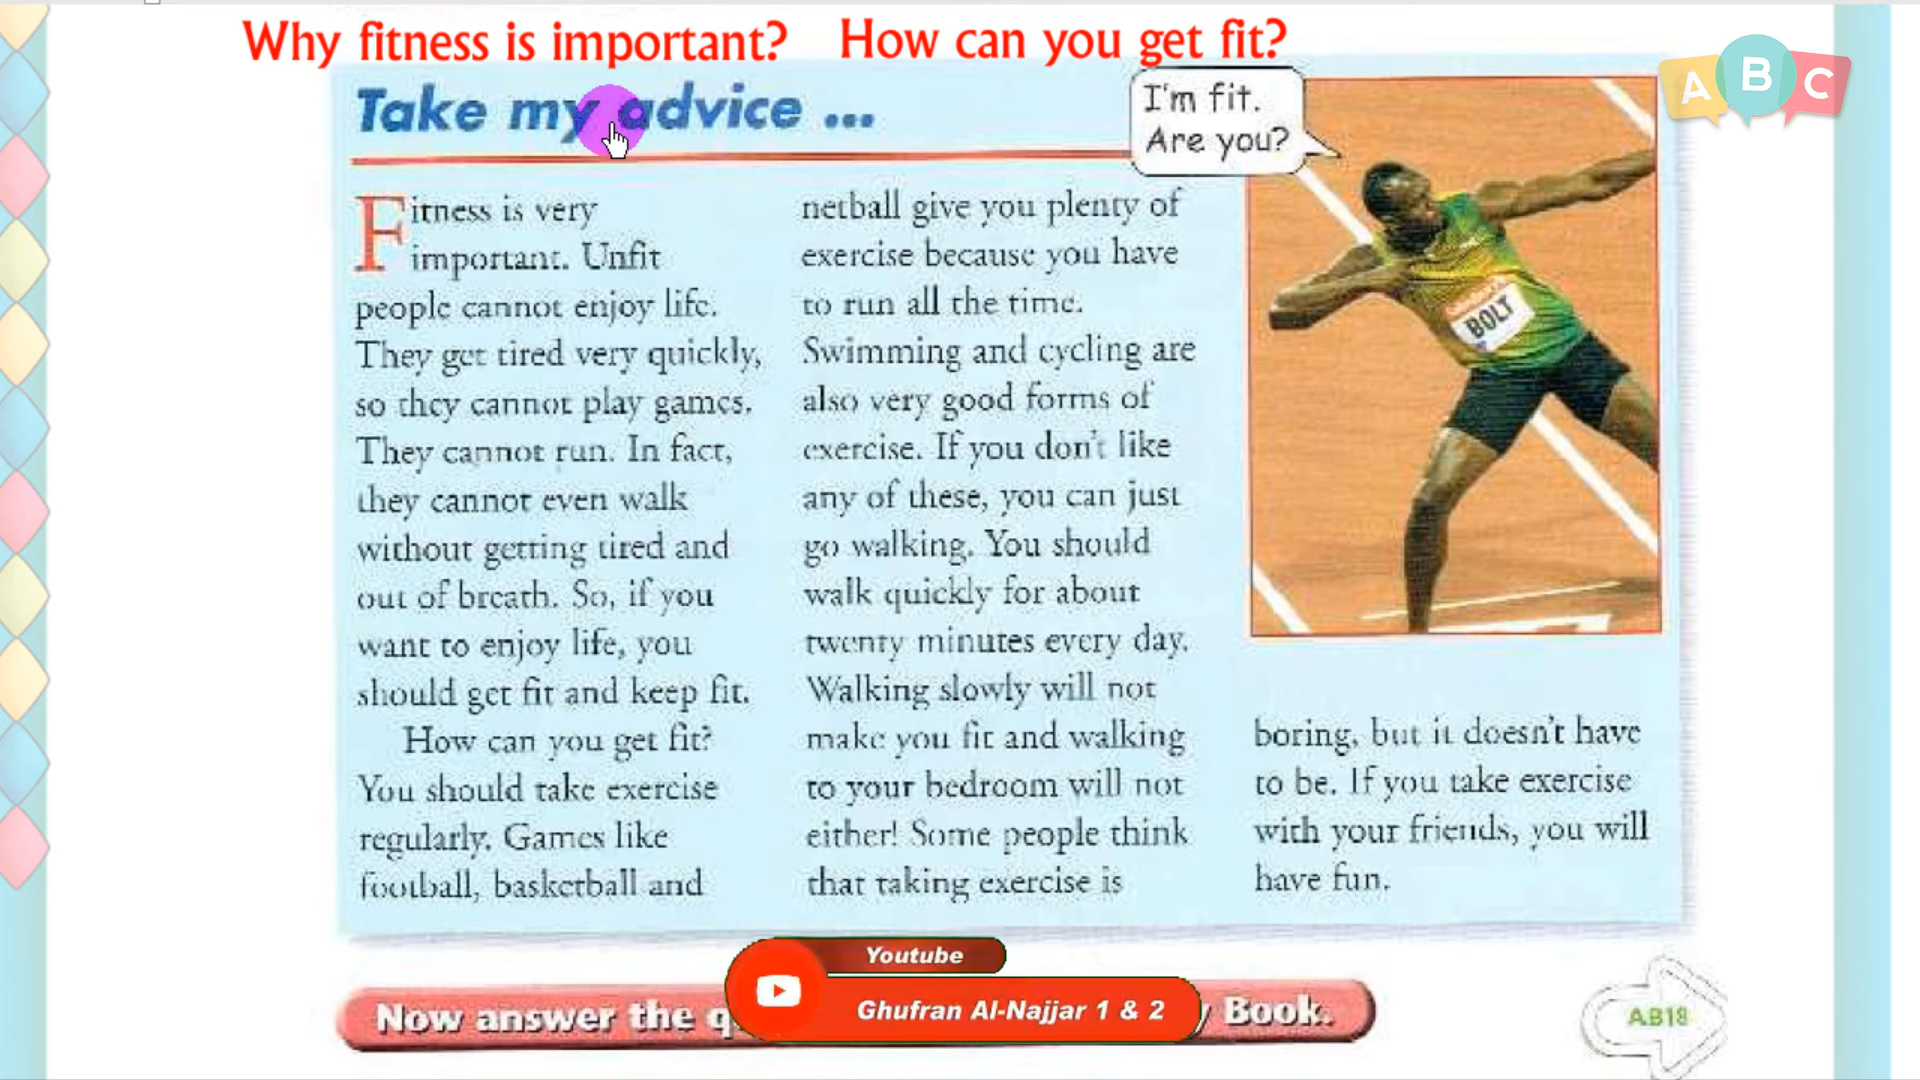 Why fitness is important? How can you get fit?
Take my advice ...
I'm fit.
Are you?
A B C
BOLT
Fitness is very
important. Unfit
people cannot enjoy life.
They get tired very quickly,
so they cannot play games.
They cannot run. In fact,
they cannot even walk
without getting tired and
out of breath. So, if you
want to enjoy life, you
should get fit and keep fit.
How can you get fit?
You should take exercise
regularly. Games like
football, basketball and
netball give you plenty of
exercise because you have
to run all the time.
Swimming and cycling are
also very good forms of
exercise. If you don't like
any of these, you can just
go walking. You should
walk quickly for about
twenty minutes every day.
Walking slowly will not
make you fit and walking
to your bedroom will not
either! Some people think
that taking exercise is
boring, but it doesn't have
to be. If you take exercise
with your friends, you will
have fun.
Youtube
Ghufran Al-Najjar 1 & 2
Now answer the Book.
AB18